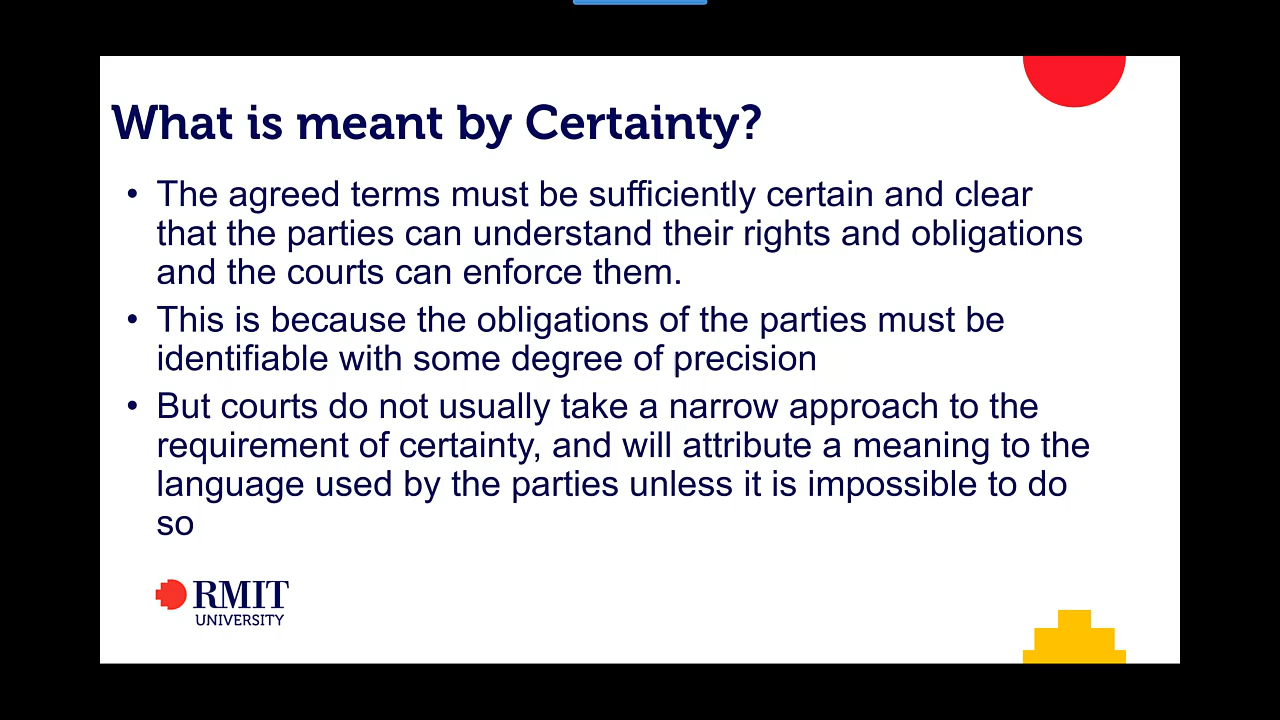 What is meant by Certainty?
• The agreed terms must be sufficiently certain and clear
that the parties can understand their rights and obligations
and the courts can enforce them.
• This is because the obligations of the parties must be
identifiable with some degree of precision
• But courts do not usually take a narrow approach to the
requirement of certainty, and will attribute a meaning to the
language used by the parties unless it is impossible to do
so
RMIT
UNIVERSITY